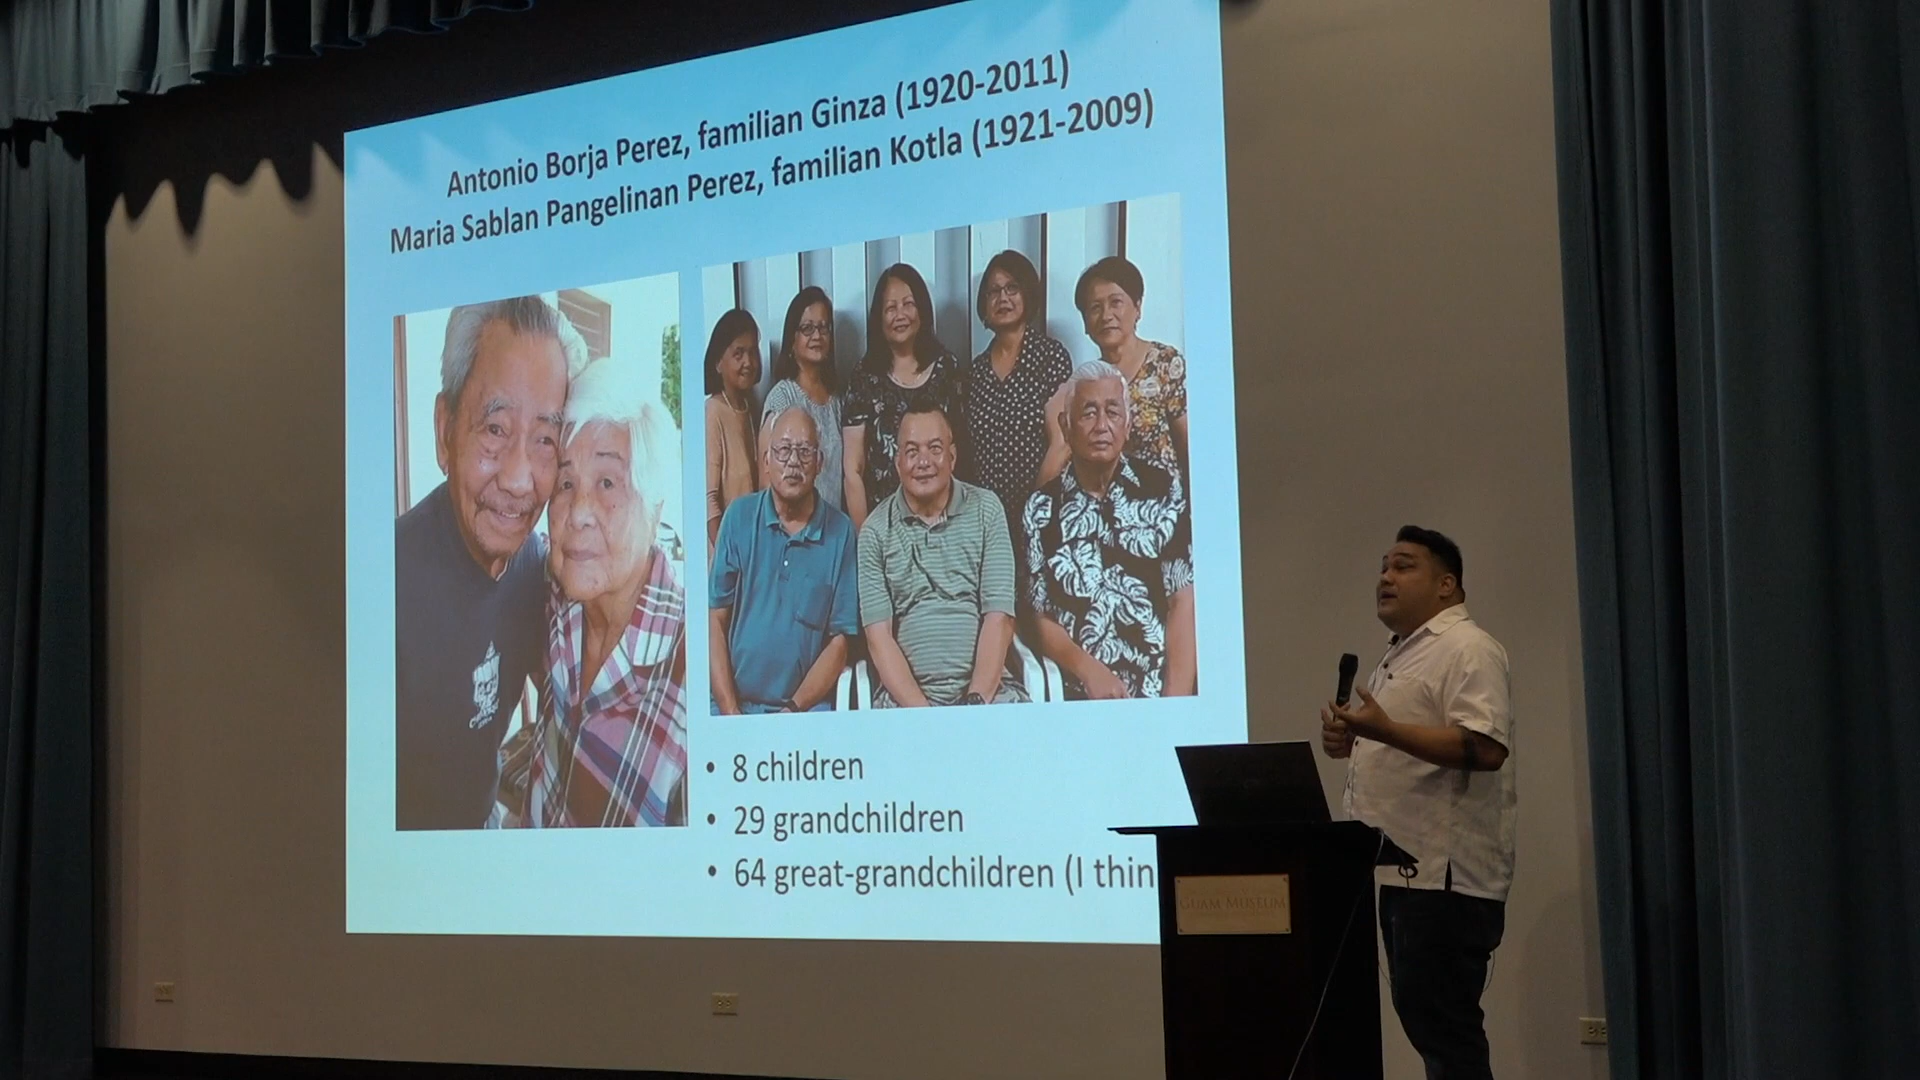 Antonio Borja Perez, familian Ginza (1920-2011)
Maria Sablan Pangelinan Perez, familian Kotla (1921-2009)
• 8 children
• 29 grandchildren
• 64 great-grandchildren (I thin
GUAM MUSEUM